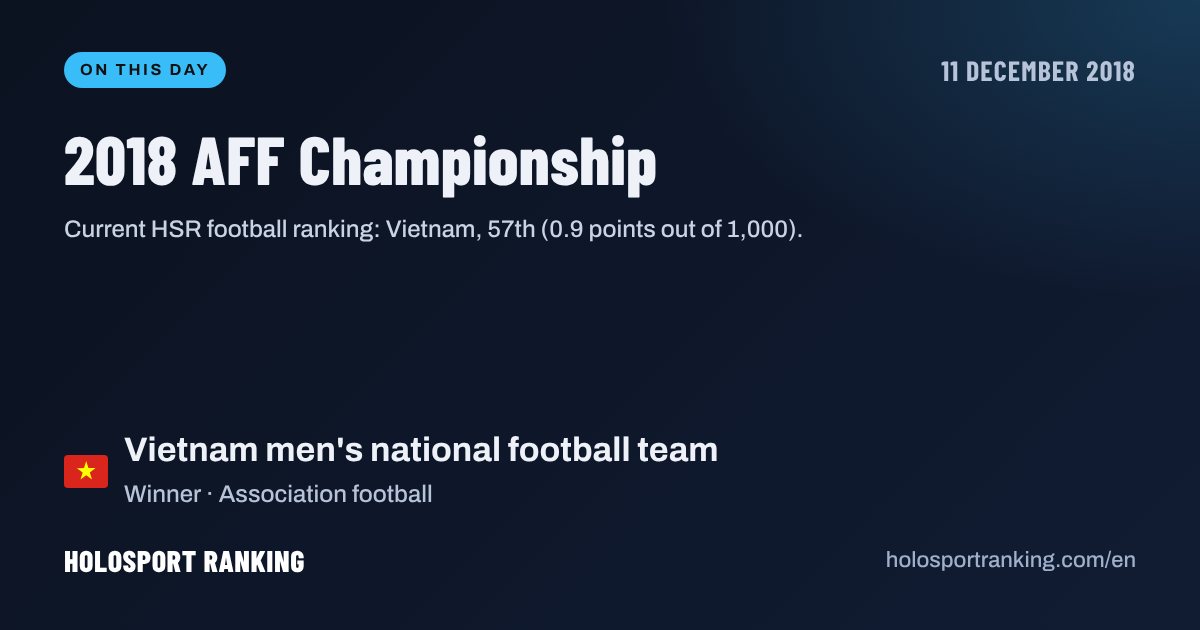 ON THIS DAY
11 DECEMBER 2018
2018 AFF Championship
Current HSR football ranking: Vietnam, 57th (0.9 points out of 1,000).
Vietnam men's national football team
Winner · Association football
HOLOSPORT RANKING
holosportranking.com/en